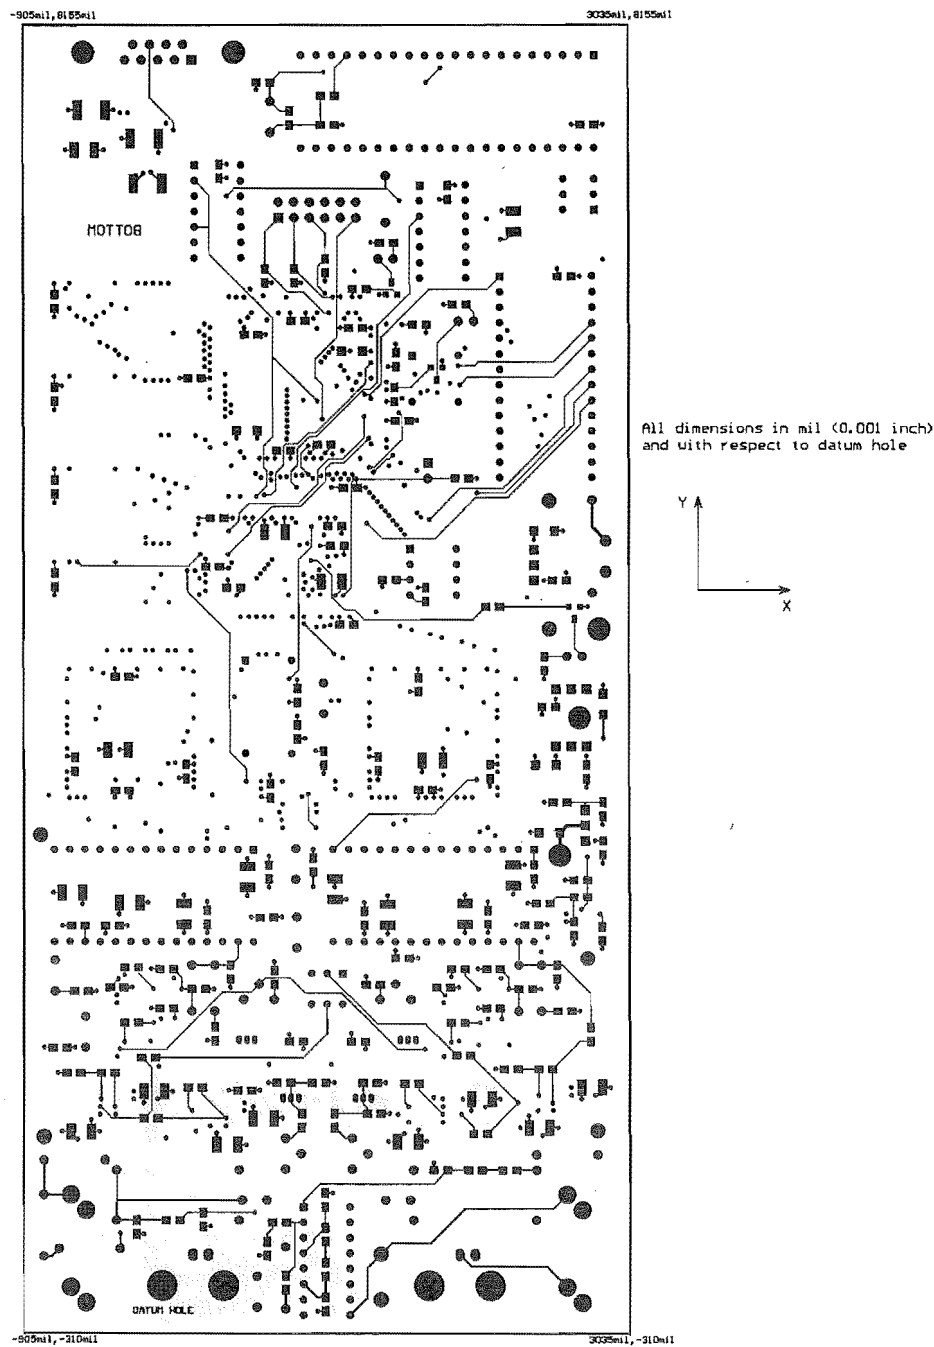 -905mil,8155mil
3035mil,8155mil
BOTTOM
All dimensions in mil (0.001 inch)
and with respect to datum hole
Y
X
DATUM HOLE
-905mil,-310mil
3035mil,-310mil